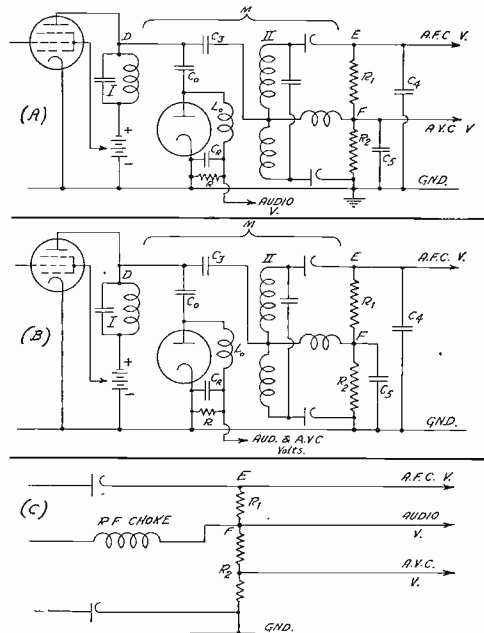 M
D
C3
II
E
A.F.C. V.
I
C0
R1
C4
(A)
L0
F
A.V.C V
+
-
CR
R2
C5
R
AUDIO
V.
GND.
M
D
C3
II
E
A.F.C. V.
I
C0
R1
C4
(B)
L0
F
+
-
CR
R2
C5
R
GND.
AUD. & A.V.C
Volts.
(C)
E
A.F.C. V.
R1
R F CHOKE
F
AUDIO
V.
R2
A.V.C.
V.
GND.